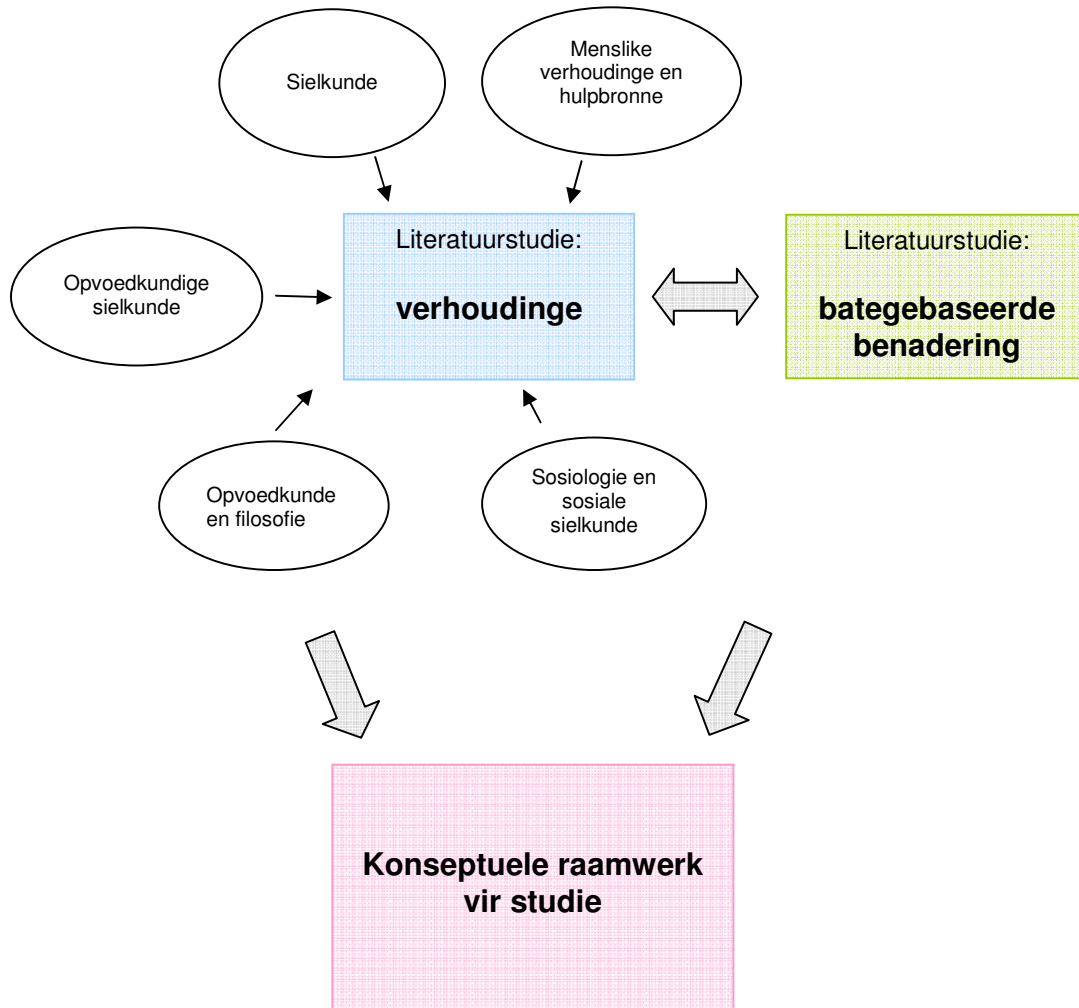 Sielkunde
Menslike
verhoudinge en
hulpbronne
Literatuurstudie:
verhoudinge
Literatuurstudie:
bategebaseerde
benadering
Opvoedkundige
sielkunde
Opvoedkunde
en filosofie
Sosiologie en
sosiale
sielkunde
Konseptuele raamwerk
vir studie